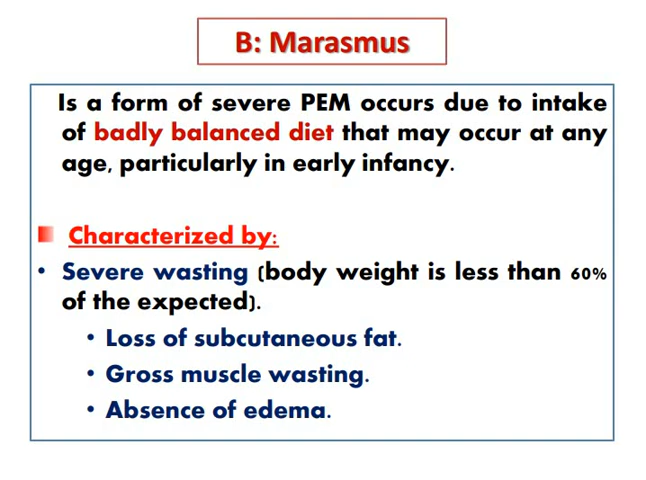 B: Marasmus
Is a form of severe PEM occurs due to intake
of badly balanced diet that may occur at any
age, particularly in early infancy.
Characterized by:
• Severe wasting (body weight is less than 60%
of the expected).
• Loss of subcutaneous fat.
• Gross muscle wasting.
• Absence of edema.